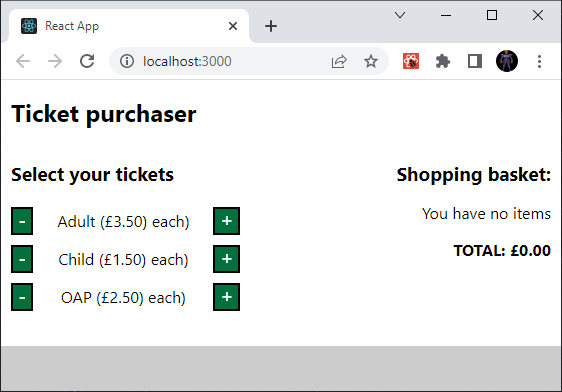 React App
localhost:3000
Ticket purchaser
Select your tickets
Shopping basket:
- Adult (£3.50) each) +
You have no items
- Child (£1.50) each) +
TOTAL: £0.00
- OAP (£2.50) each) +